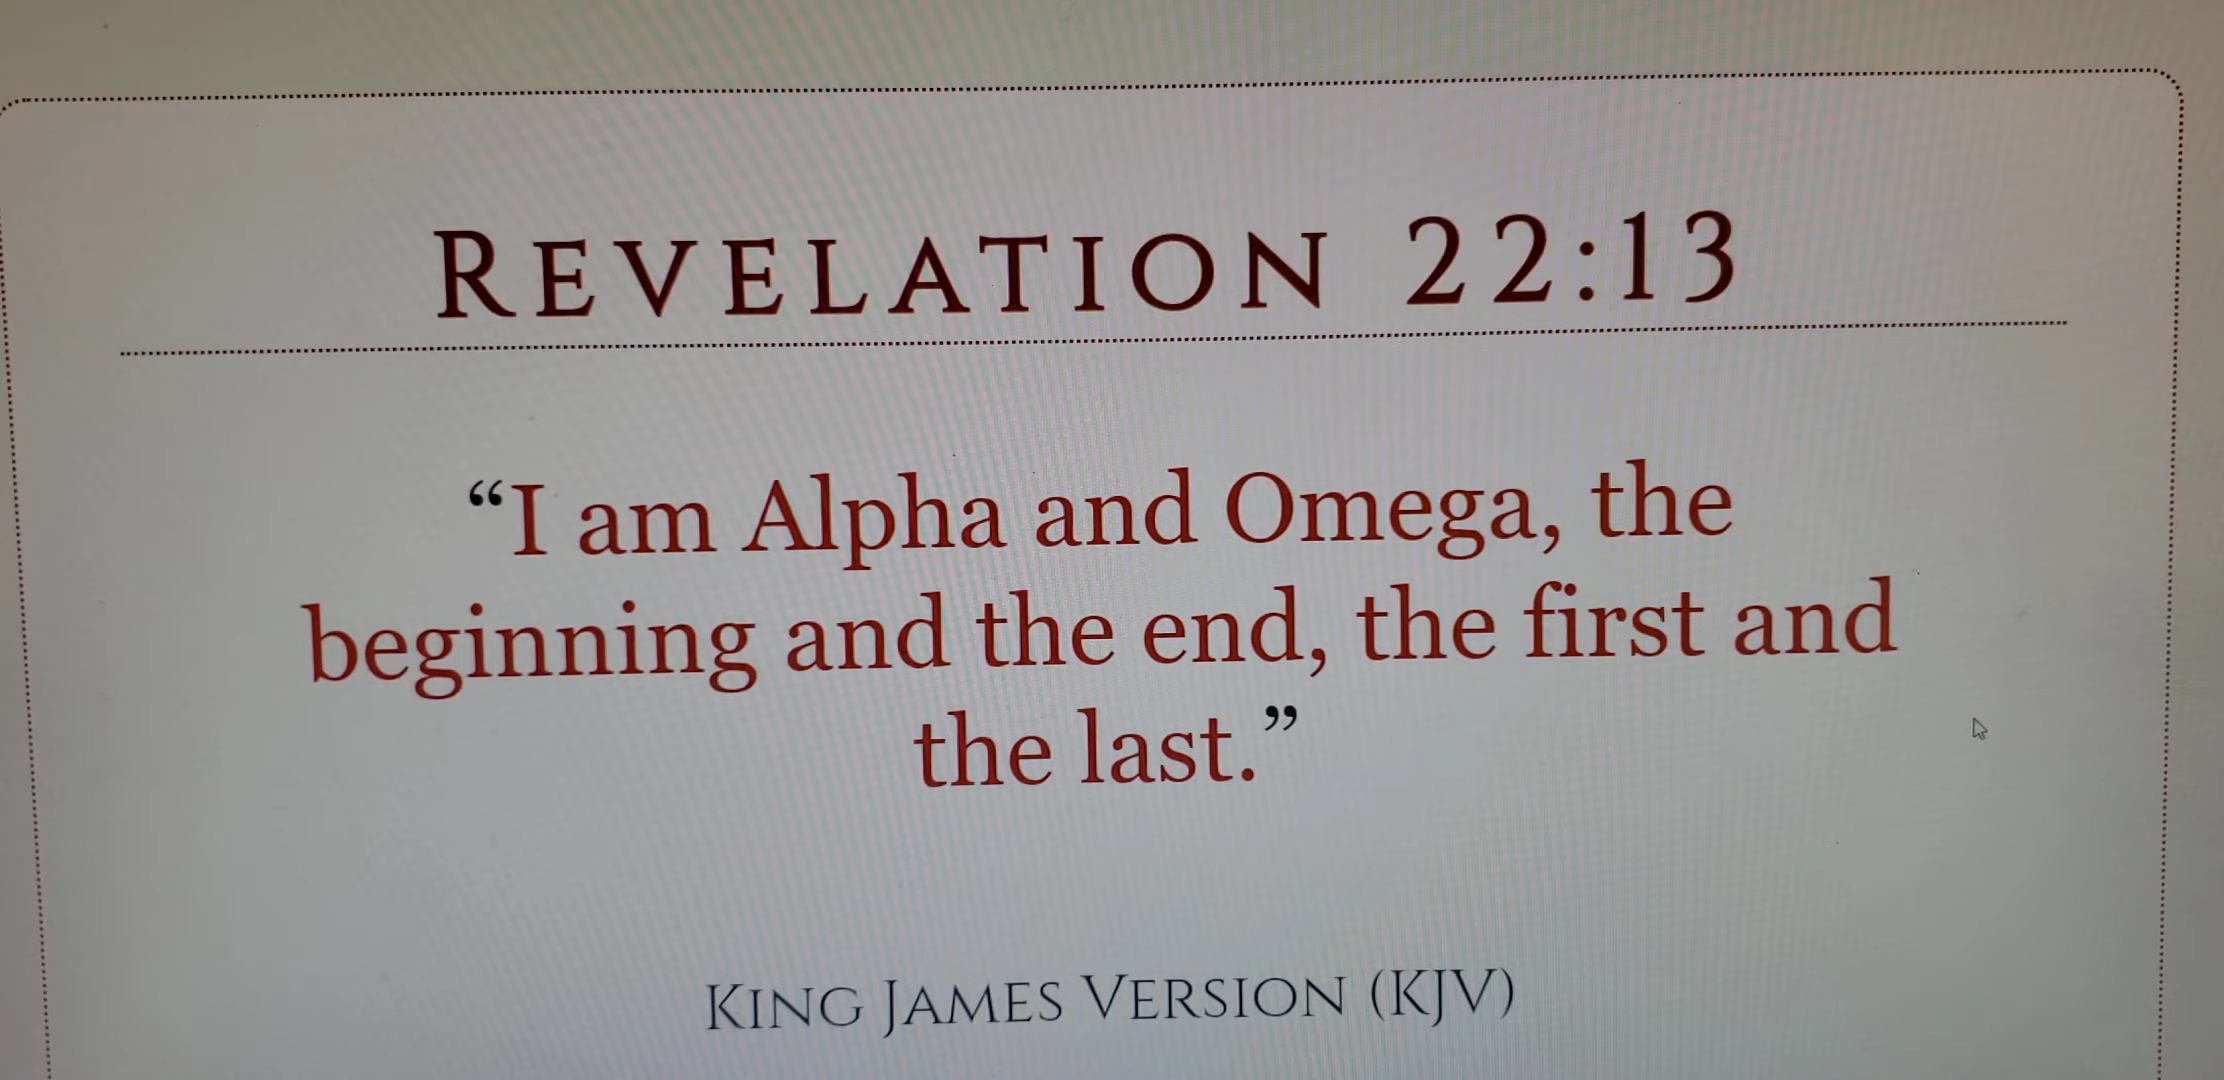 REVELATION 22:13
“I am Alpha and Omega, the
beginning and the end, the first and
the last.”
KING JAMES VERSION (KJV)